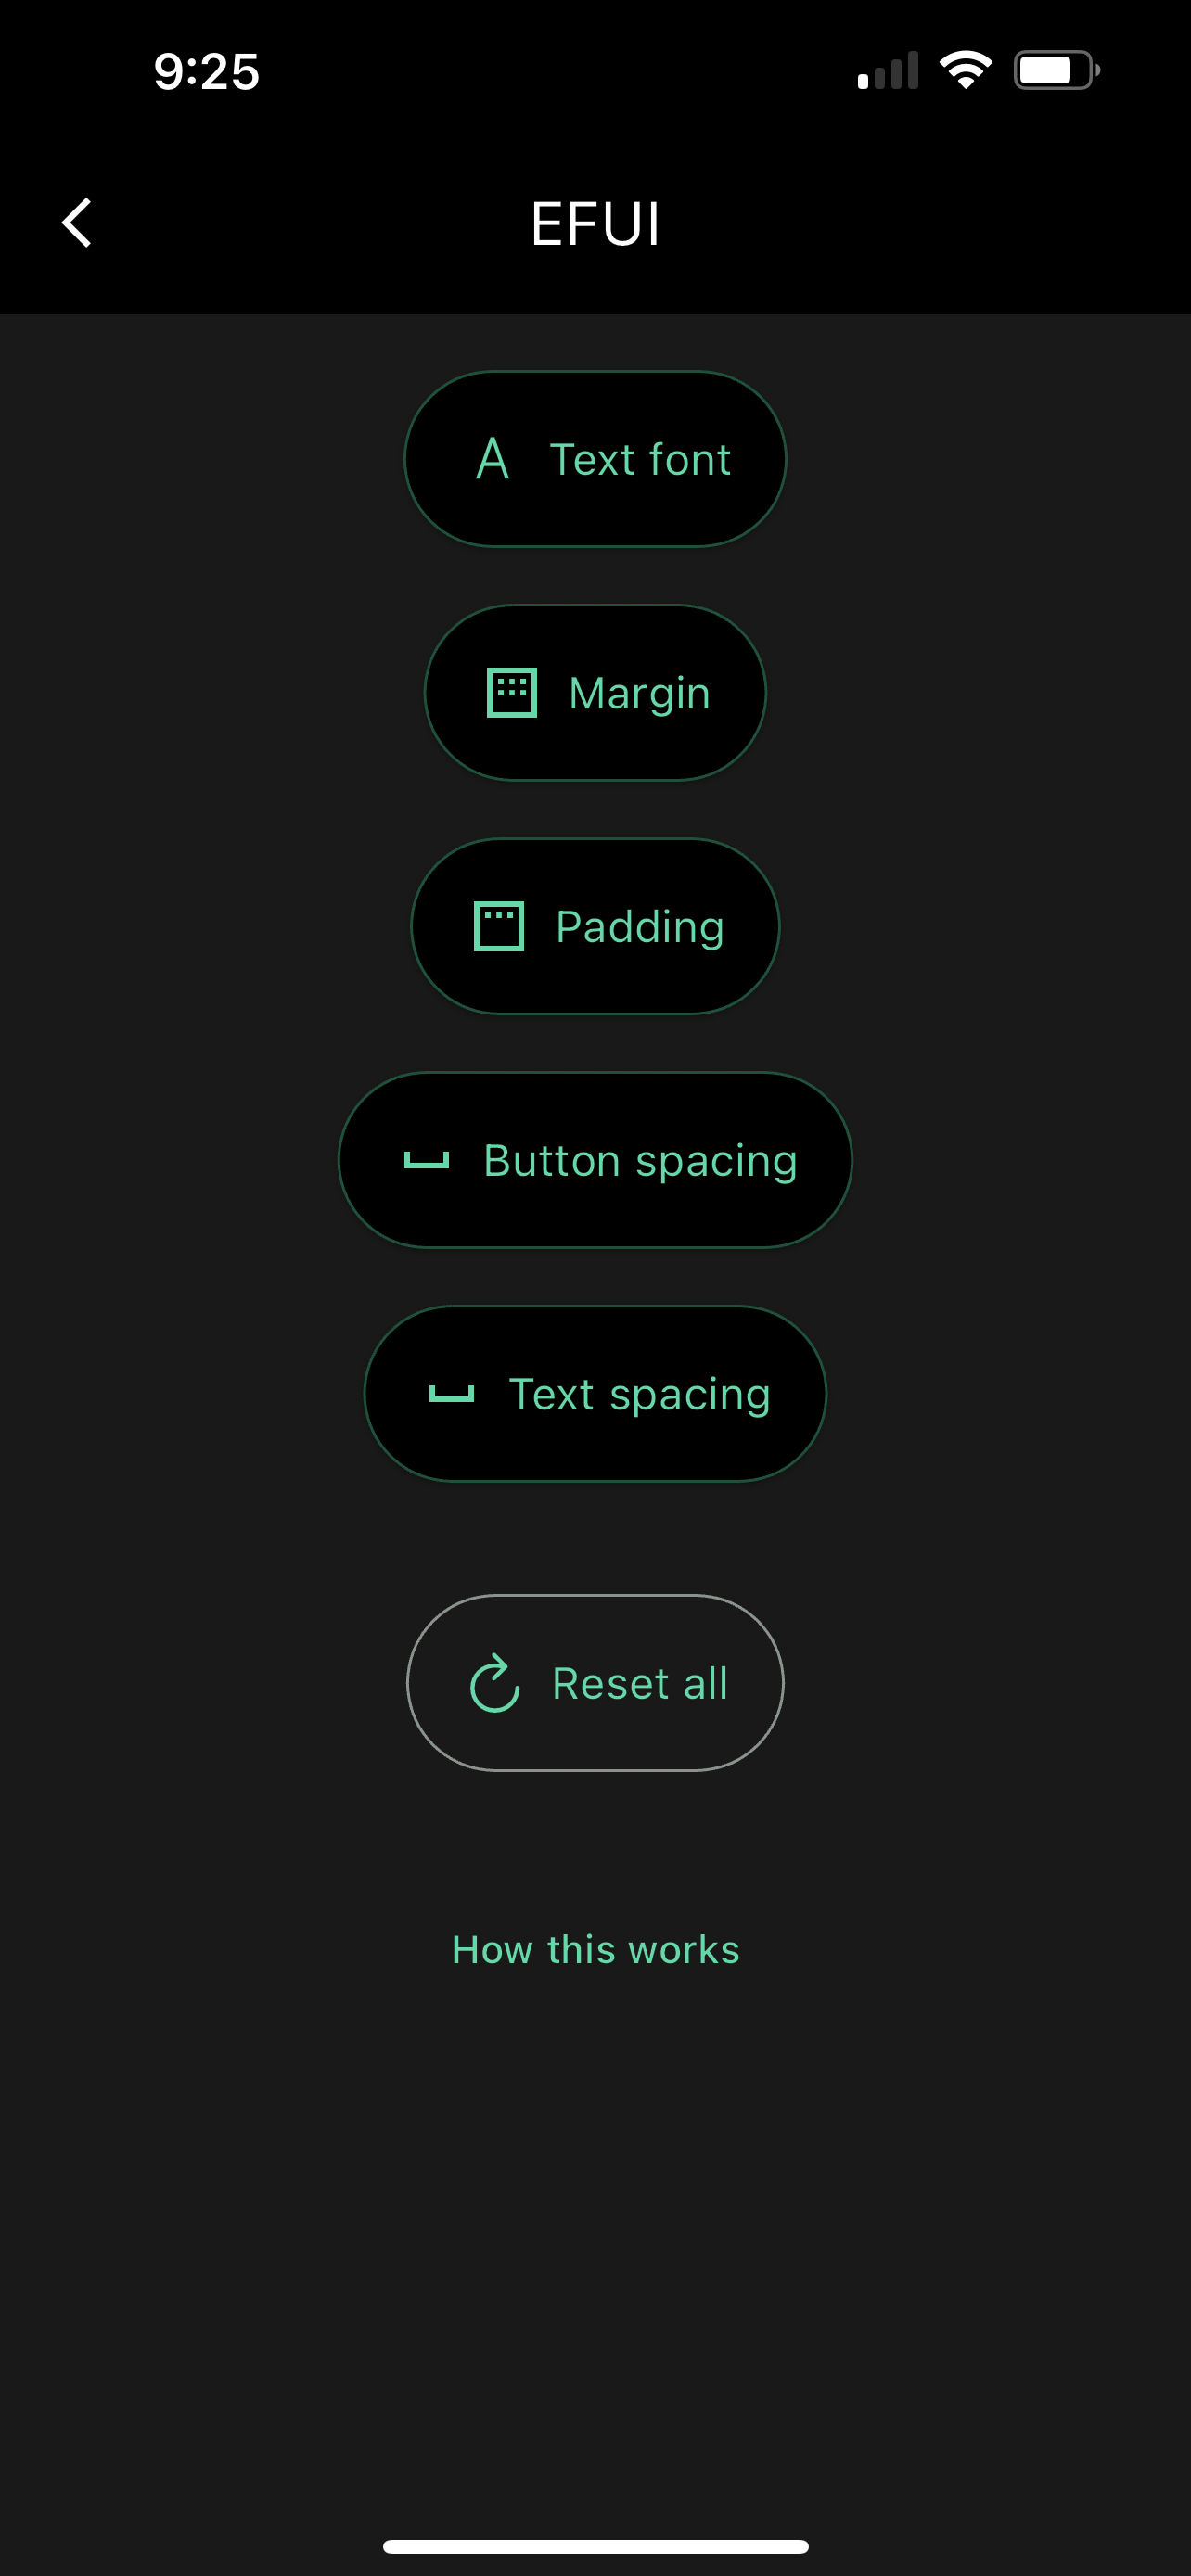 9:25
EFUI
Text font
Margin
Padding
Button spacing
Text spacing
Reset all
How this works